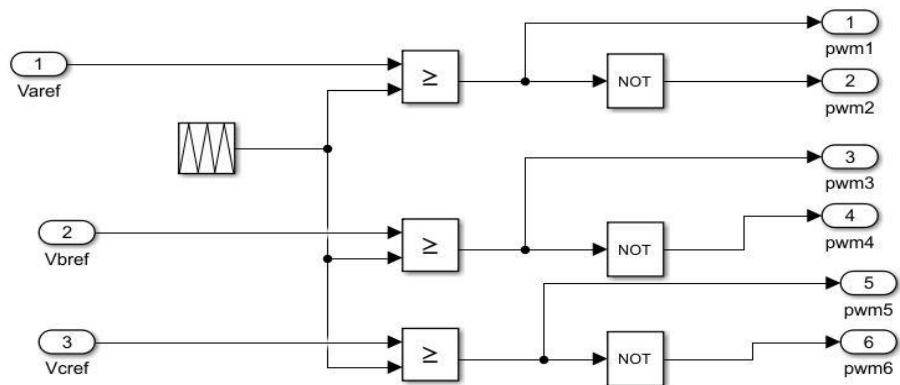 1
pwm1
1
Varef
≥
NOT
2
pwm2
3
pwm3
2
Vbref
≥
NOT
4
pwm4
5
pwm5
3
Vcref
≥
NOT
6
pwm6